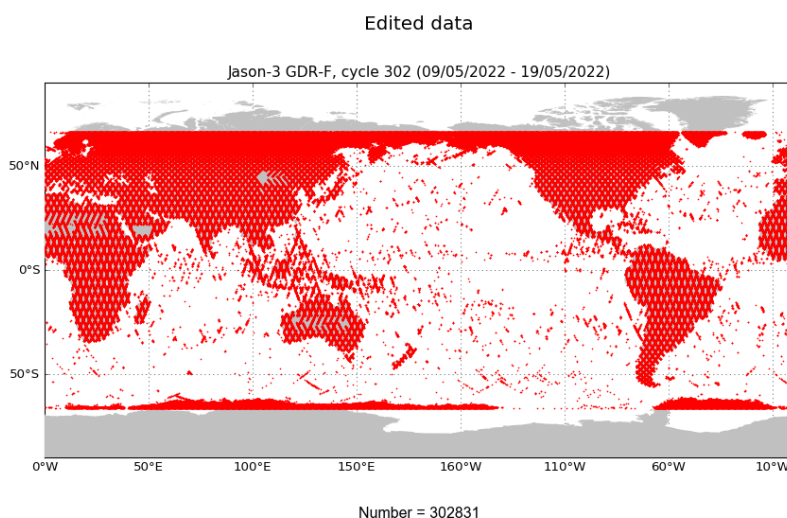 Edited data
Jason-3 GDR-F, cycle 302 (09/05/2022 - 19/05/2022)
50°N
0°S
50°S
0°W 50°E 100°E 150°E 160°W 110°W 60°W 10°W
Number = 302831